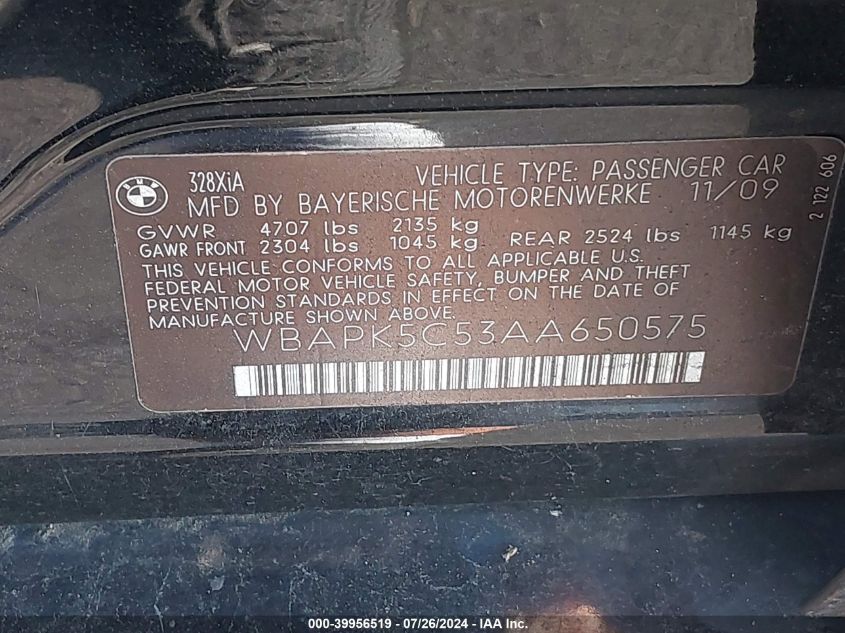 BMW
328XiA VEHICLE TYPE: PASSENGER CAR
MFD BY BAYERISCHE MOTORENWERKE 11/09
GVWR 4707 lbs 2135 kg
GAWR FRONT 2304 lbs 1045 kg REAR 2524 lbs 1145 kg
THIS VEHICLE CONFORMS TO ALL APPLICABLE U.S.
FEDERAL MOTOR VEHICLE SAFETY, BUMPER AND THEFT
PREVENTION STANDARDS IN EFFECT ON THE DATE OF
MANUFACTURE SHOWN ABOVE.
WBAPK5C53AA650575
2 122 606
000-39956519 / 07/26/2024 - IAA Inc.